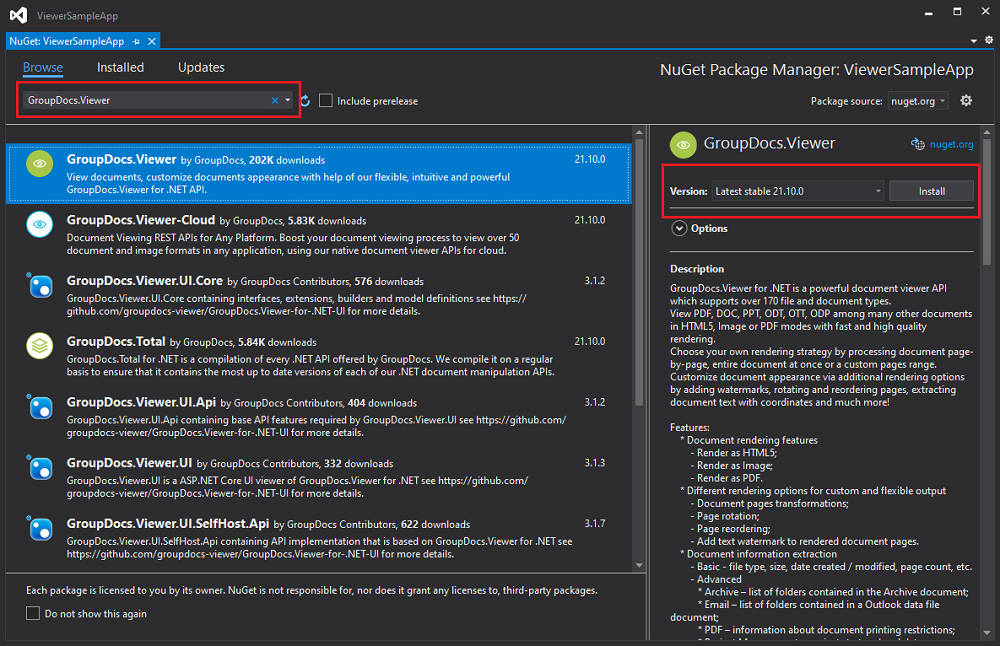 ViewerSampleApp
NuGet: ViewerSampleApp
Browse Installed Updates
NuGet Package Manager: ViewerSampleApp
GroupDocs.Viewer
Include prerelease
Package source: nuget.org
GroupDocs.Viewer by GroupDocs, 202K downloads 21.10.0
View documents, customize documents appearance with help of our flexible, intuitive and powerful
GroupDocs.Viewer for .NET API.
GroupDocs.Viewer-Cloud by GroupDocs, 5.83K downloads 21.10.0
Document Viewing REST APIs for Any Platform. Boost your document viewing process to view over 50
document and image formats in any application, using our native document viewer APIs for cloud.
GroupDocs.Viewer.UI.Core by GroupDocs Contributors, 576 downloads 3.1.2
GroupDocs.Viewer.UI.Core containing interfaces, extensions, builders and model definitions see https://
github.com/groupdocs-viewer/GroupDocs.Viewer-for-.NET-UI for more details.
GroupDocs.Total by GroupDocs, 5.84K downloads 21.10.0
GroupDocs.Total for .NET is a compilation of every .NET API offered by GroupDocs. We compile it on a regular
basis to ensure that it contains the most up to date versions of each of our .NET document manipulation APIs.
GroupDocs.Viewer.UI.Api by GroupDocs Contributors, 404 downloads 3.1.2
GroupDocs.Viewer.UI.Api containing base API features required by GroupDocs.Viewer.UI see https://github.com/
groupdocs-viewer/GroupDocs.Viewer-for-.NET-UI for more details.
GroupDocs.Viewer.UI by GroupDocs Contributors, 332 downloads 3.1.3
GroupDocs.Viewer.UI is a ASP.NET Core UI viewer of GroupDocs.Viewer for .NET see https://github.com/
groupdocs-viewer/GroupDocs.Viewer-for-.NET-UI for more details.
GroupDocs.Viewer.UI.SelfHost.Api by GroupDocs Contributors, 622 downloads 3.1.7
GroupDocs.Viewer.UI.SelfHost.Api containing API implementation that is based on GroupDocs.Viewer for .NET see
https://github.com/groupdocs-viewer/GroupDocs.Viewer-for-.NET-UI for more details.
Each package is licensed to you by its owner. NuGet is not responsible for, nor does it grant any licenses to, third-party packages.
Do not show this again
GroupDocs.Viewer nuget.org
Version: Latest stable 21.10.0 Install
Options
Description
GroupDocs.Viewer for .NET is a powerful document viewer API
which supports over 170 file and document types.
View PDF, DOC, PPT, ODT, OTT, ODP among many other documents
in HTML5, Image or PDF modes with fast and high quality
rendering.
Choose your own rendering strategy by processing document page-
by-page, entire document at once or a custom pages range.
Customize document appearance via additional rendering options
by adding watermarks, rotating and reordering pages, extracting
document text with coordinates and much more!
Features:
* Document rendering features
- Render as HTML5;
- Render as Image;
- Render as PDF.
* Different rendering options for custom and flexible output
- Document pages transformations;
- Page rotation;
- Page reordering;
- Add text watermark to rendered document pages.
* Document information extraction
- Basic - file type, size, date created / modified, page count, etc.
- Advanced
* Archive – list of folders contained in the Archive document;
* Email – list of folders contained in a Outlook data file
document;
* PDF – information about document printing restrictions;